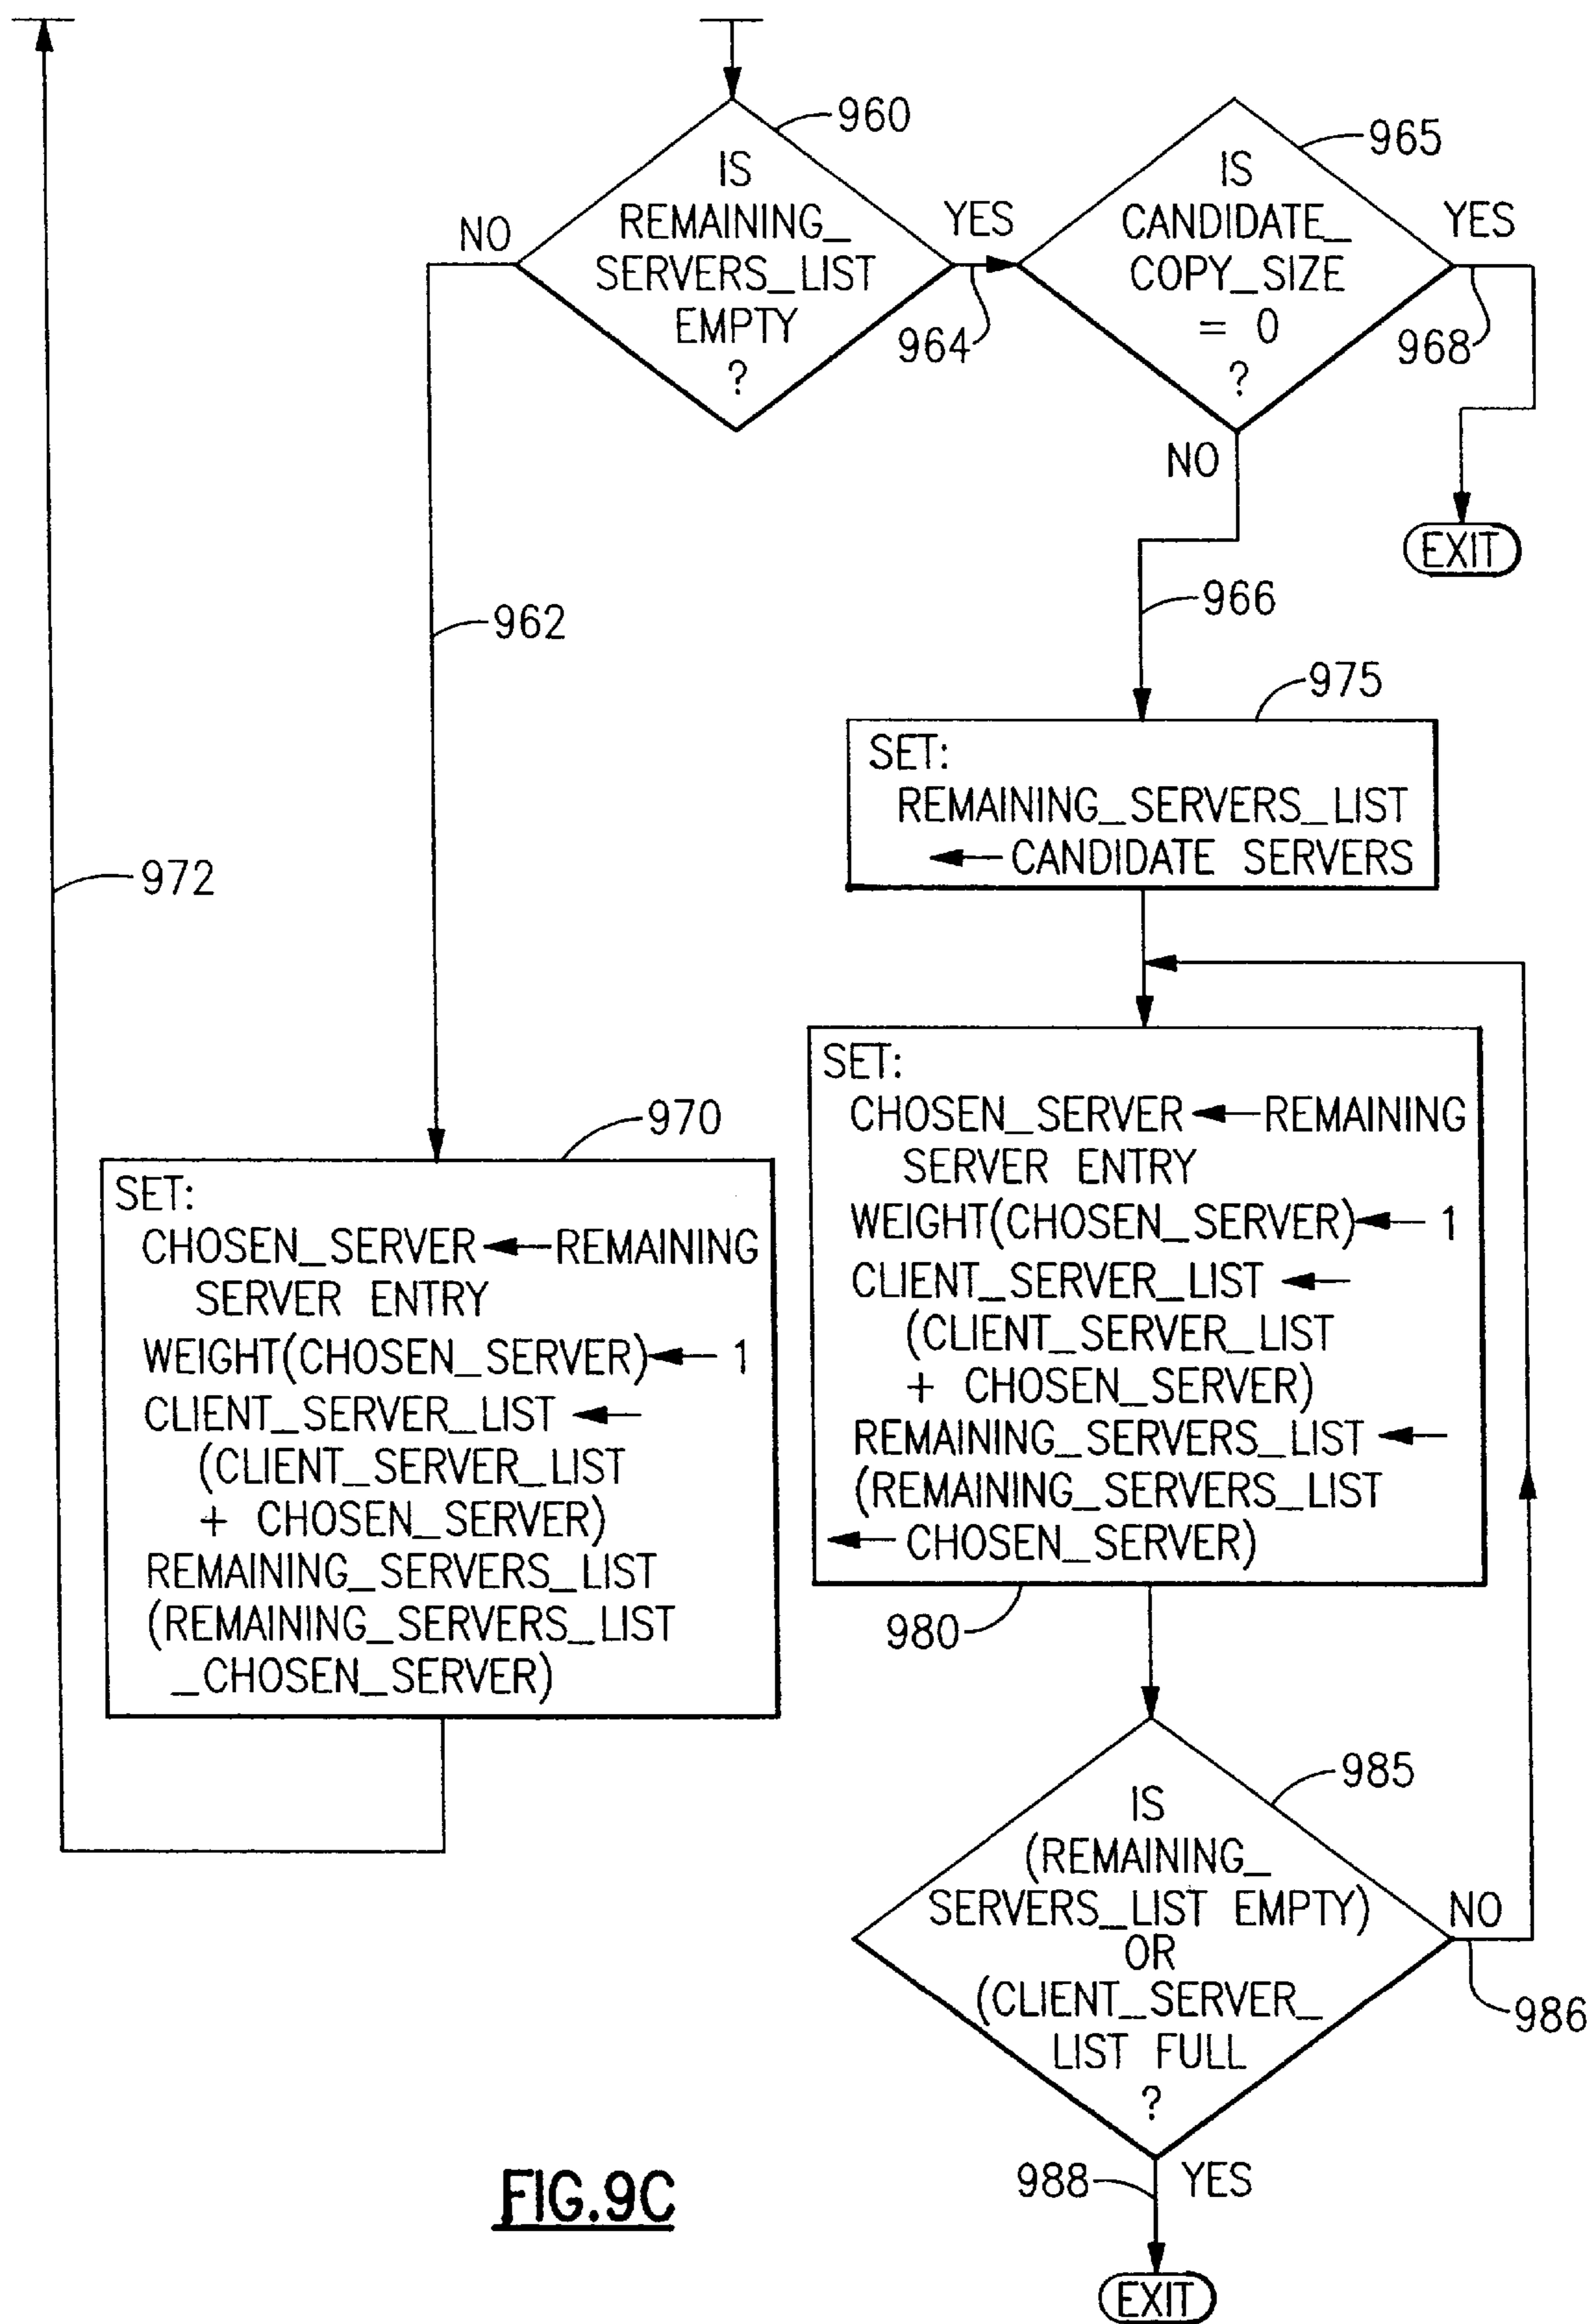 960
IS
REMAINING_
SERVERS_LIST
EMPTY
?
NO
YES
964
965
IS
CANDIDATE_
COPY_SIZE
= 0
?
YES
968
EXIT
NO
966
962
972
975
SET:
REMAINING_SERVERS_LIST
← CANDIDATE SERVERS
970
SET:
CHOSEN_SERVER ← REMAINING
SERVER ENTRY
WEIGHT(CHOSEN_SERVER) ← 1
CLIENT_SERVER_LIST ←
(CLIENT_SERVER_LIST
+ CHOSEN_SERVER)
REMAINING_SERVERS_LIST
(REMAINING_SERVERS_LIST
_CHOSEN_SERVER)
SET:
CHOSEN_SERVER ← REMAINING
SERVER ENTRY
WEIGHT(CHOSEN_SERVER) ← 1
CLIENT_SERVER_LIST ←
(CLIENT_SERVER_LIST
+ CHOSEN_SERVER)
REMAINING_SERVERS_LIST ←
(REMAINING_SERVERS_LIST
← CHOSEN_SERVER)
980
985
IS
(REMAINING_
SERVERS_LIST EMPTY)
OR
(CLIENT_SERVER_
LIST FULL
?
NO
986
988
YES
EXIT
FIG.9C